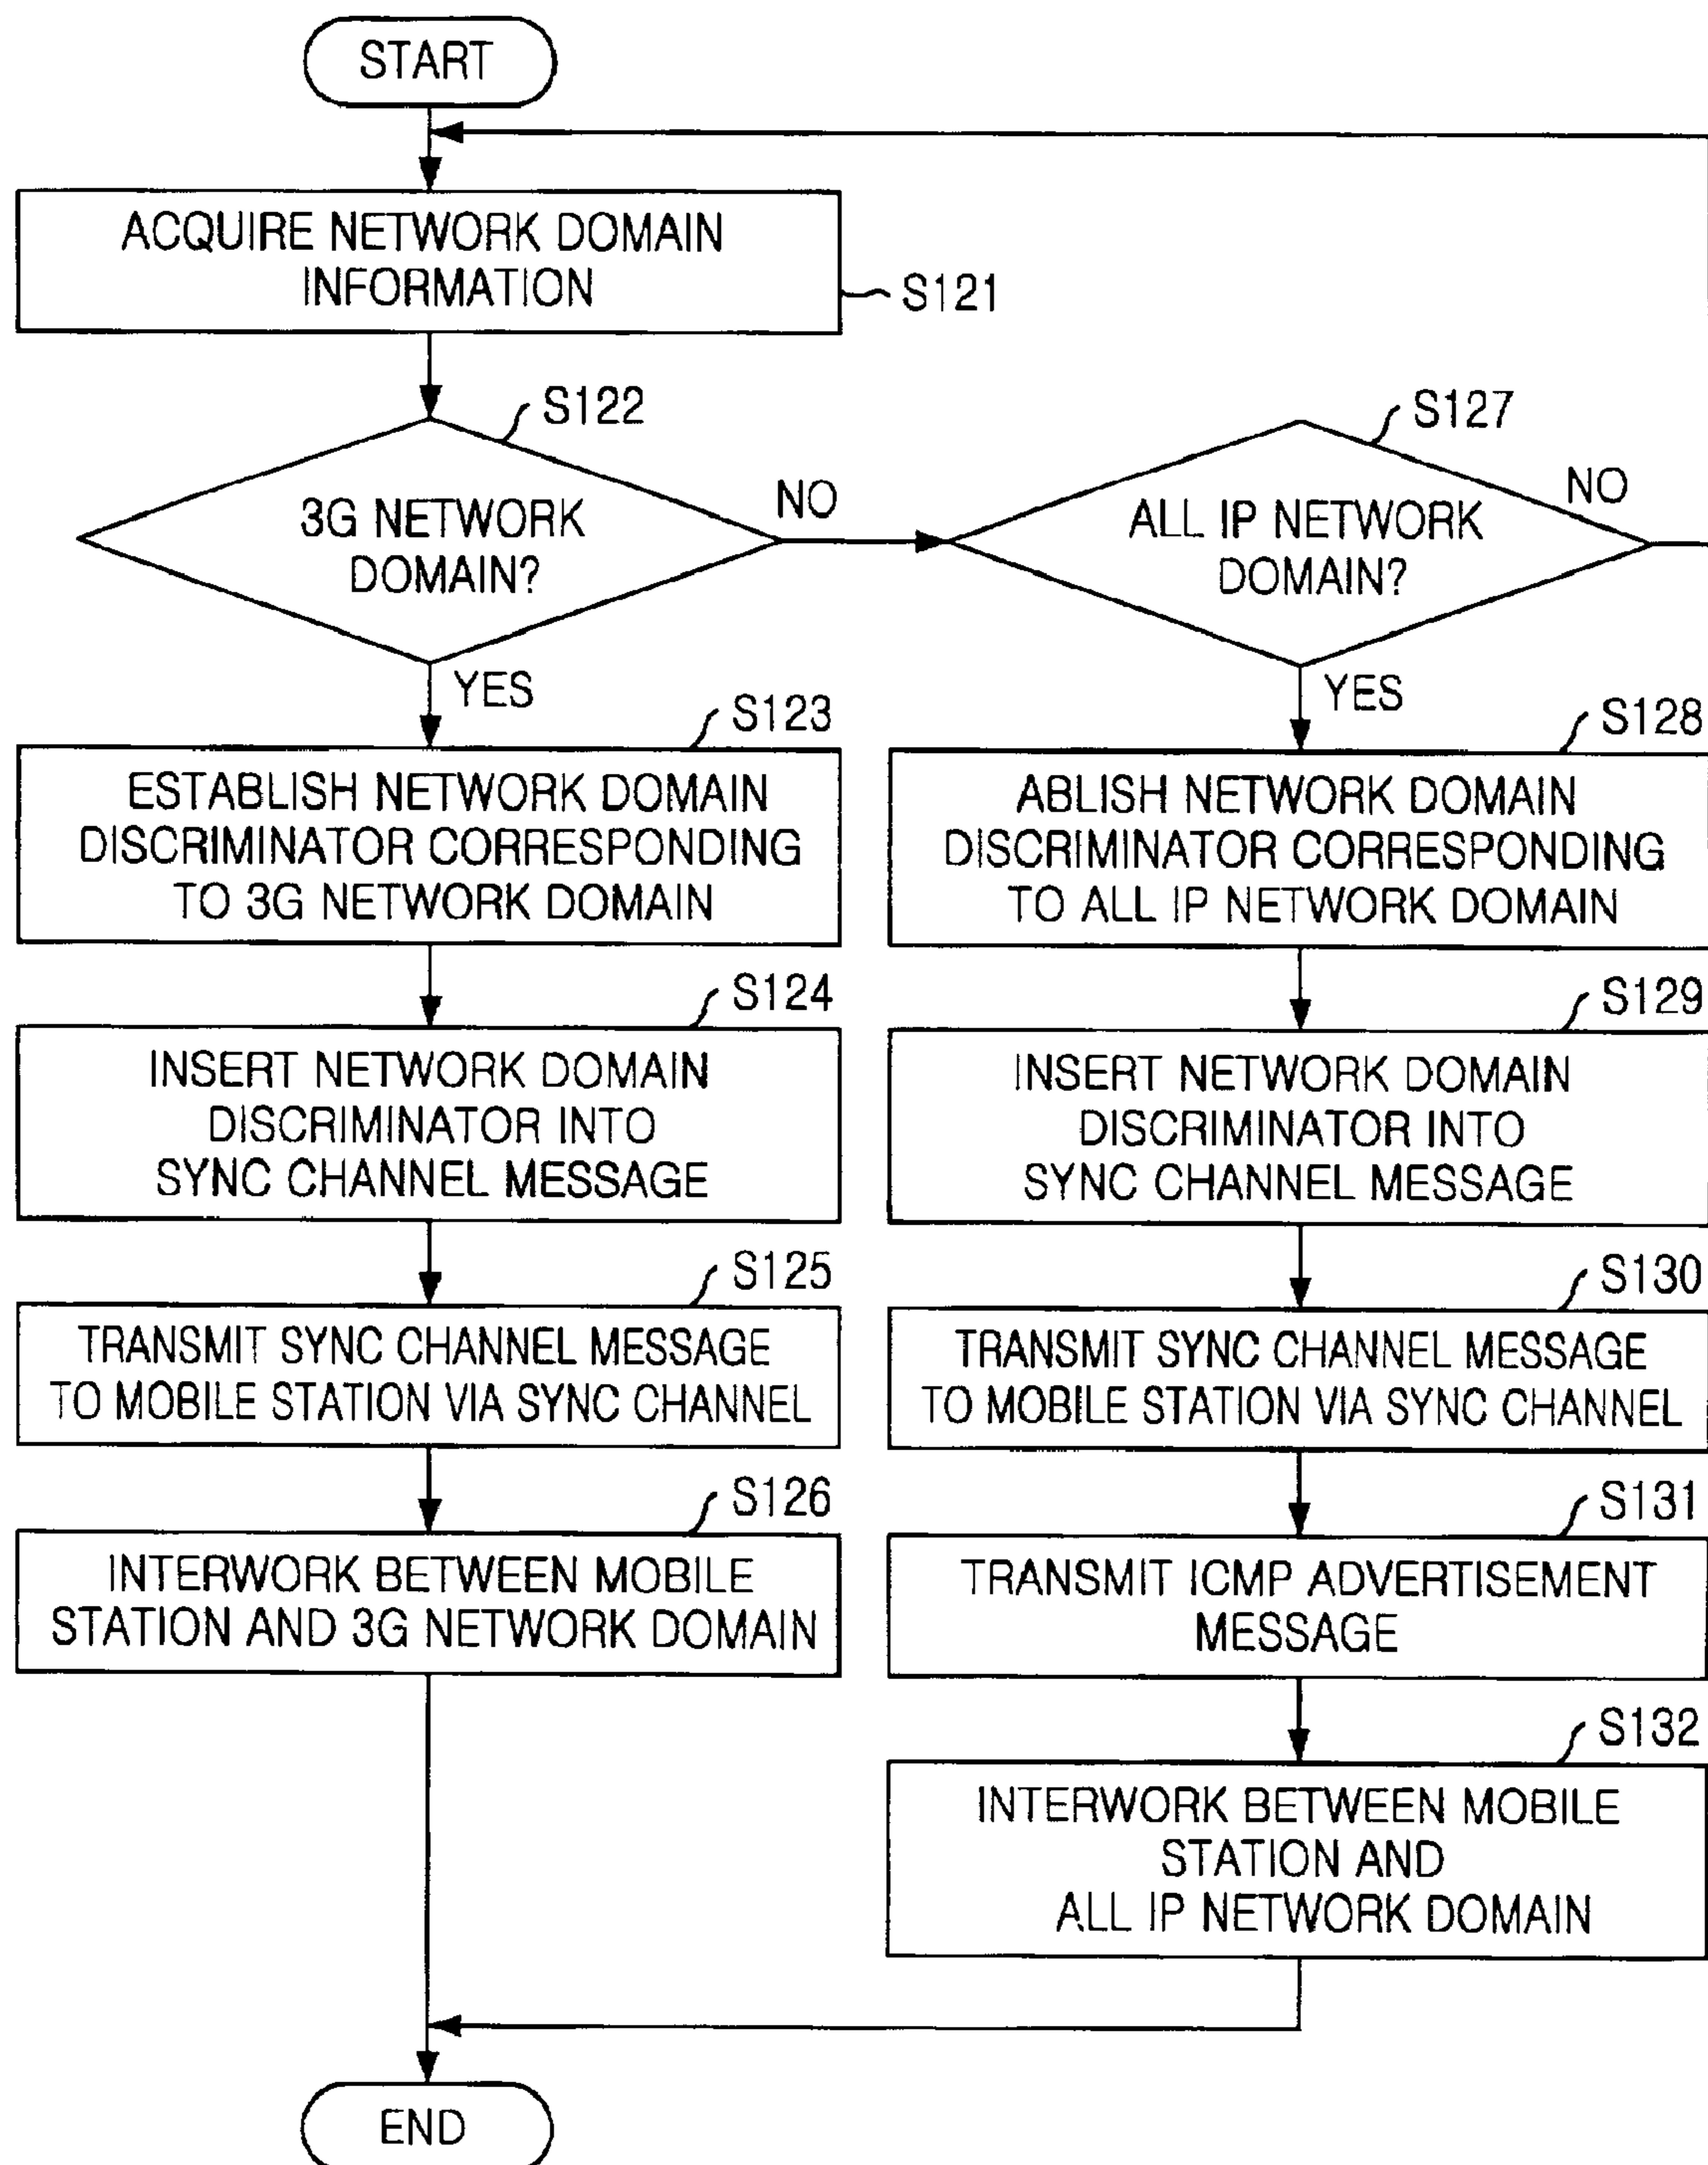 START
ACQUIRE NETWORK DOMAIN
INFORMATION
S121
S122
3G NETWORK
DOMAIN?
NO
YES
S127
ALL IP NETWORK
DOMAIN?
NO
YES
S123
ESTABLISH NETWORK DOMAIN
DISCRIMINATOR CORRESPONDING
TO 3G NETWORK DOMAIN
S124
INSERT NETWORK DOMAIN
DISCRIMINATOR INTO
SYNC CHANNEL MESSAGE
S125
TRANSMIT SYNC CHANNEL MESSAGE
TO MOBILE STATION VIA SYNC CHANNEL
S126
INTERWORK BETWEEN MOBILE
STATION AND 3G NETWORK DOMAIN
S128
ABLISH NETWORK DOMAIN
DISCRIMINATOR CORRESPONDING
TO ALL IP NETWORK DOMAIN
S129
INSERT NETWORK DOMAIN
DISCRIMINATOR INTO
SYNC CHANNEL MESSAGE
S130
TRANSMIT SYNC CHANNEL MESSAGE
TO MOBILE STATION VIA SYNC CHANNEL
S131
TRANSMIT ICMP ADVERTISEMENT
MESSAGE
S132
INTERWORK BETWEEN MOBILE
STATION AND
ALL IP NETWORK DOMAIN
END